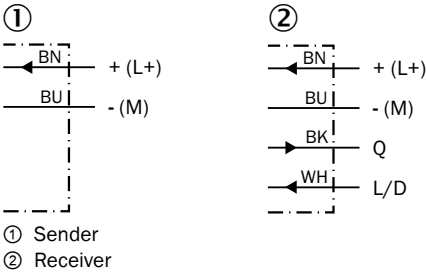 ① ②
BN + (L+)
BU - (M)
BN + (L+)
BU - (M)
BK Q
WH L/D
① Sender
② Receiver